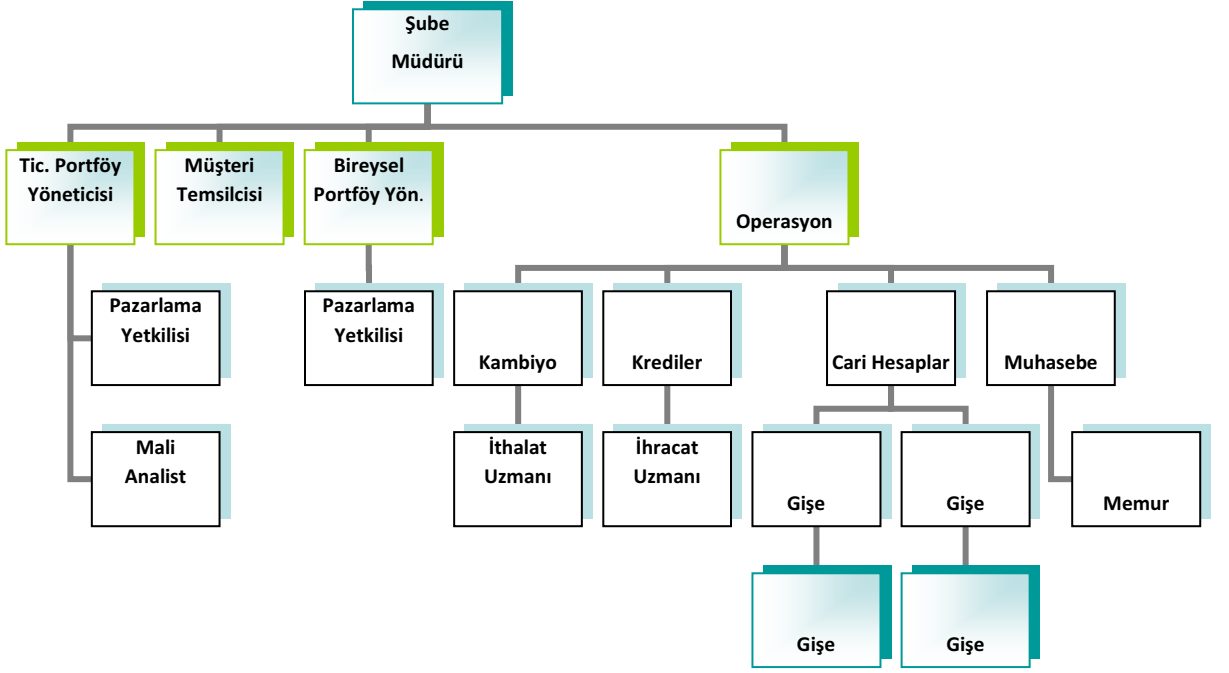 Şube
Müdürü
Tic. Portföy
Yöneticisi
Müşteri
Temsilcisi
Bireysel
Portföy Yön.
Operasyon
Pazarlama
Yetkilisi
Pazarlama
Yetkilisi
Kambiyo
Krediler
Cari Hesaplar
Muhasebe
Mali
Analist
İthalat
Uzmanı
İhracat
Uzmanı
Gişe
Gişe
Memur
Gişe
Gişe